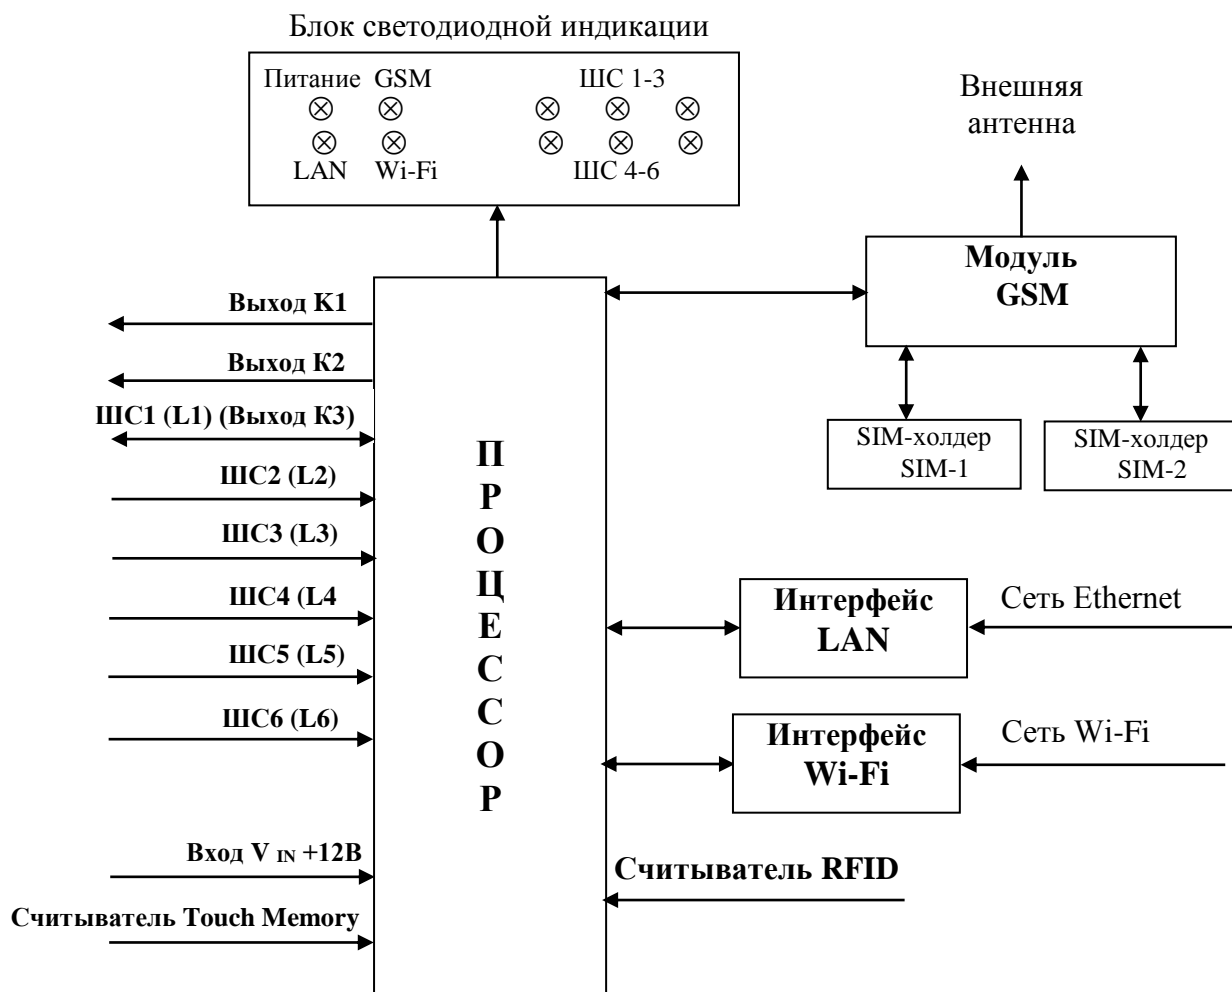 Блок светодиодной индикации
Питание GSM
ШС 1-3
LAN Wi-Fi
ШС 4-6
Внешняя
антенна
Модуль
GSM
SIM-холдер
SIM-1
SIM-холдер
SIM-2
Выход К1
Выход К2
ШС1 (L1) (Выход К3)
ШС2 (L2)
ШС3 (L3)
ШС4 (L4
ШС5 (L5)
ШС6 (L6)
Вход V IN +12В
Считыватель Touch Memory
П
Р
О
Ц
Е
С
С
О
Р
Интерфейс
LAN
Сеть Ethernet
Интерфейс
Wi-Fi
Сеть Wi-Fi
Считыватель RFID